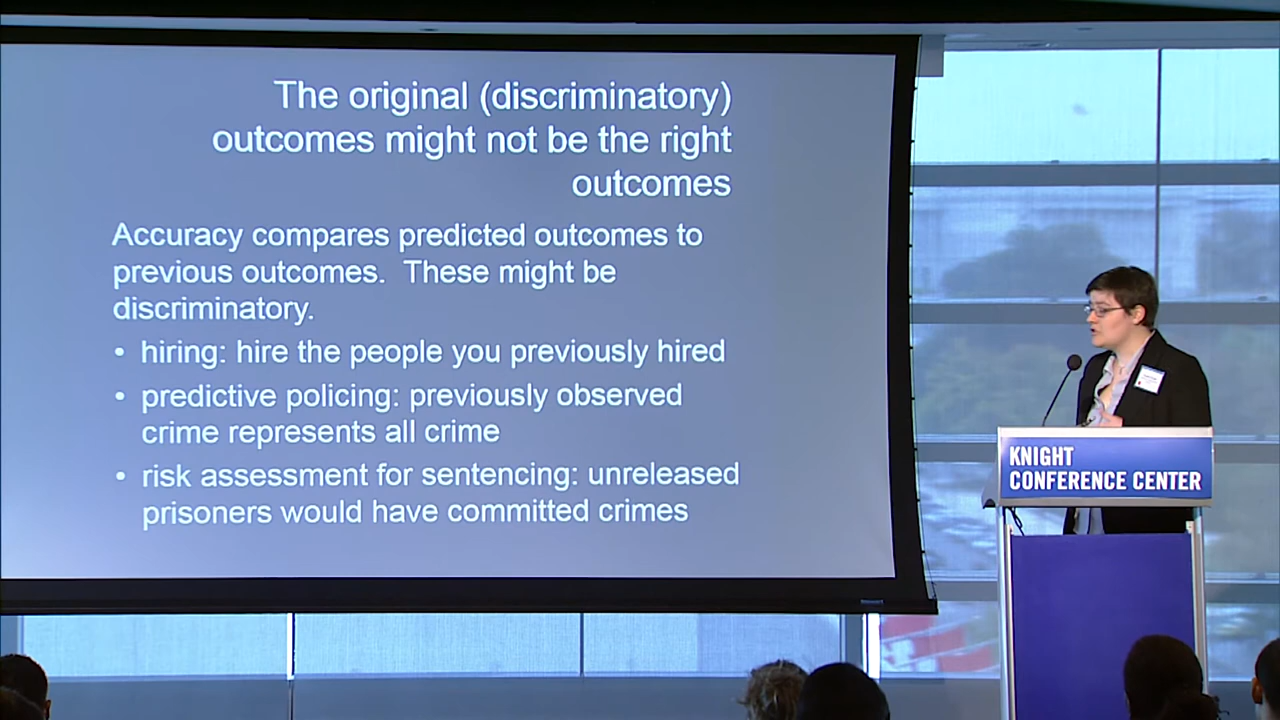 The original (discriminatory)
outcomes might not be the right
outcomes
Accuracy compares predicted outcomes to
previous outcomes.  These might be
discriminatory.
• hiring: hire the people you previously hired
• predictive policing: previously observed
crime represents all crime
• risk assessment for sentencing: unreleased
prisoners would have committed crimes
KNIGHT
CONFERENCE CENTER